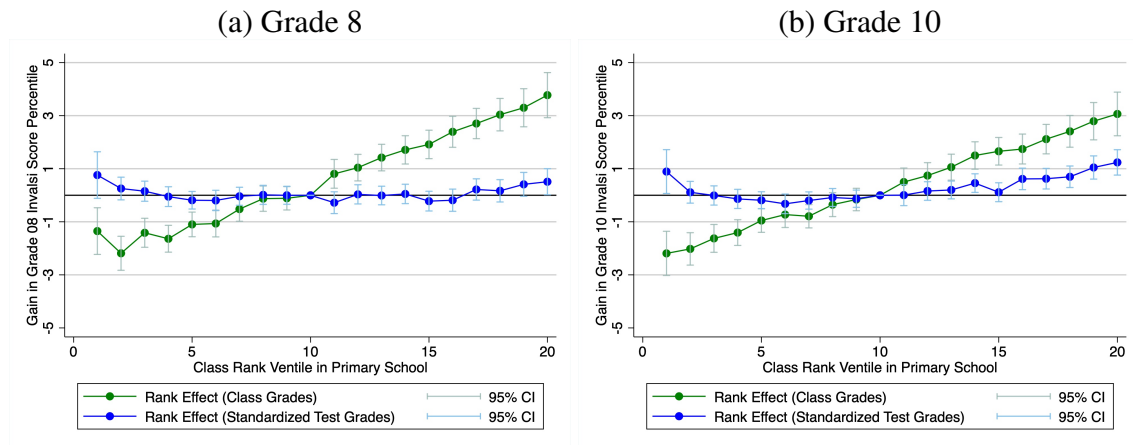 (a) Grade 8
Gain in Grade 08 Invalsi Score Percentile
5
3
1
-1
-3
-5
0
5
10
15
20
Class Rank Ventile in Primary School
Rank Effect (Class Grades)
95% CI
Rank Effect (Standardized Test Grades)
95% CI
(b) Grade 10
Gain in Grade 10 Invalsi Score Percentile
5
3
1
-1
-3
-5
0
5
10
15
20
Class Rank Ventile in Primary School
Rank Effect (Class Grades)
95% CI
Rank Effect (Standardized Test Grades)
95% CI